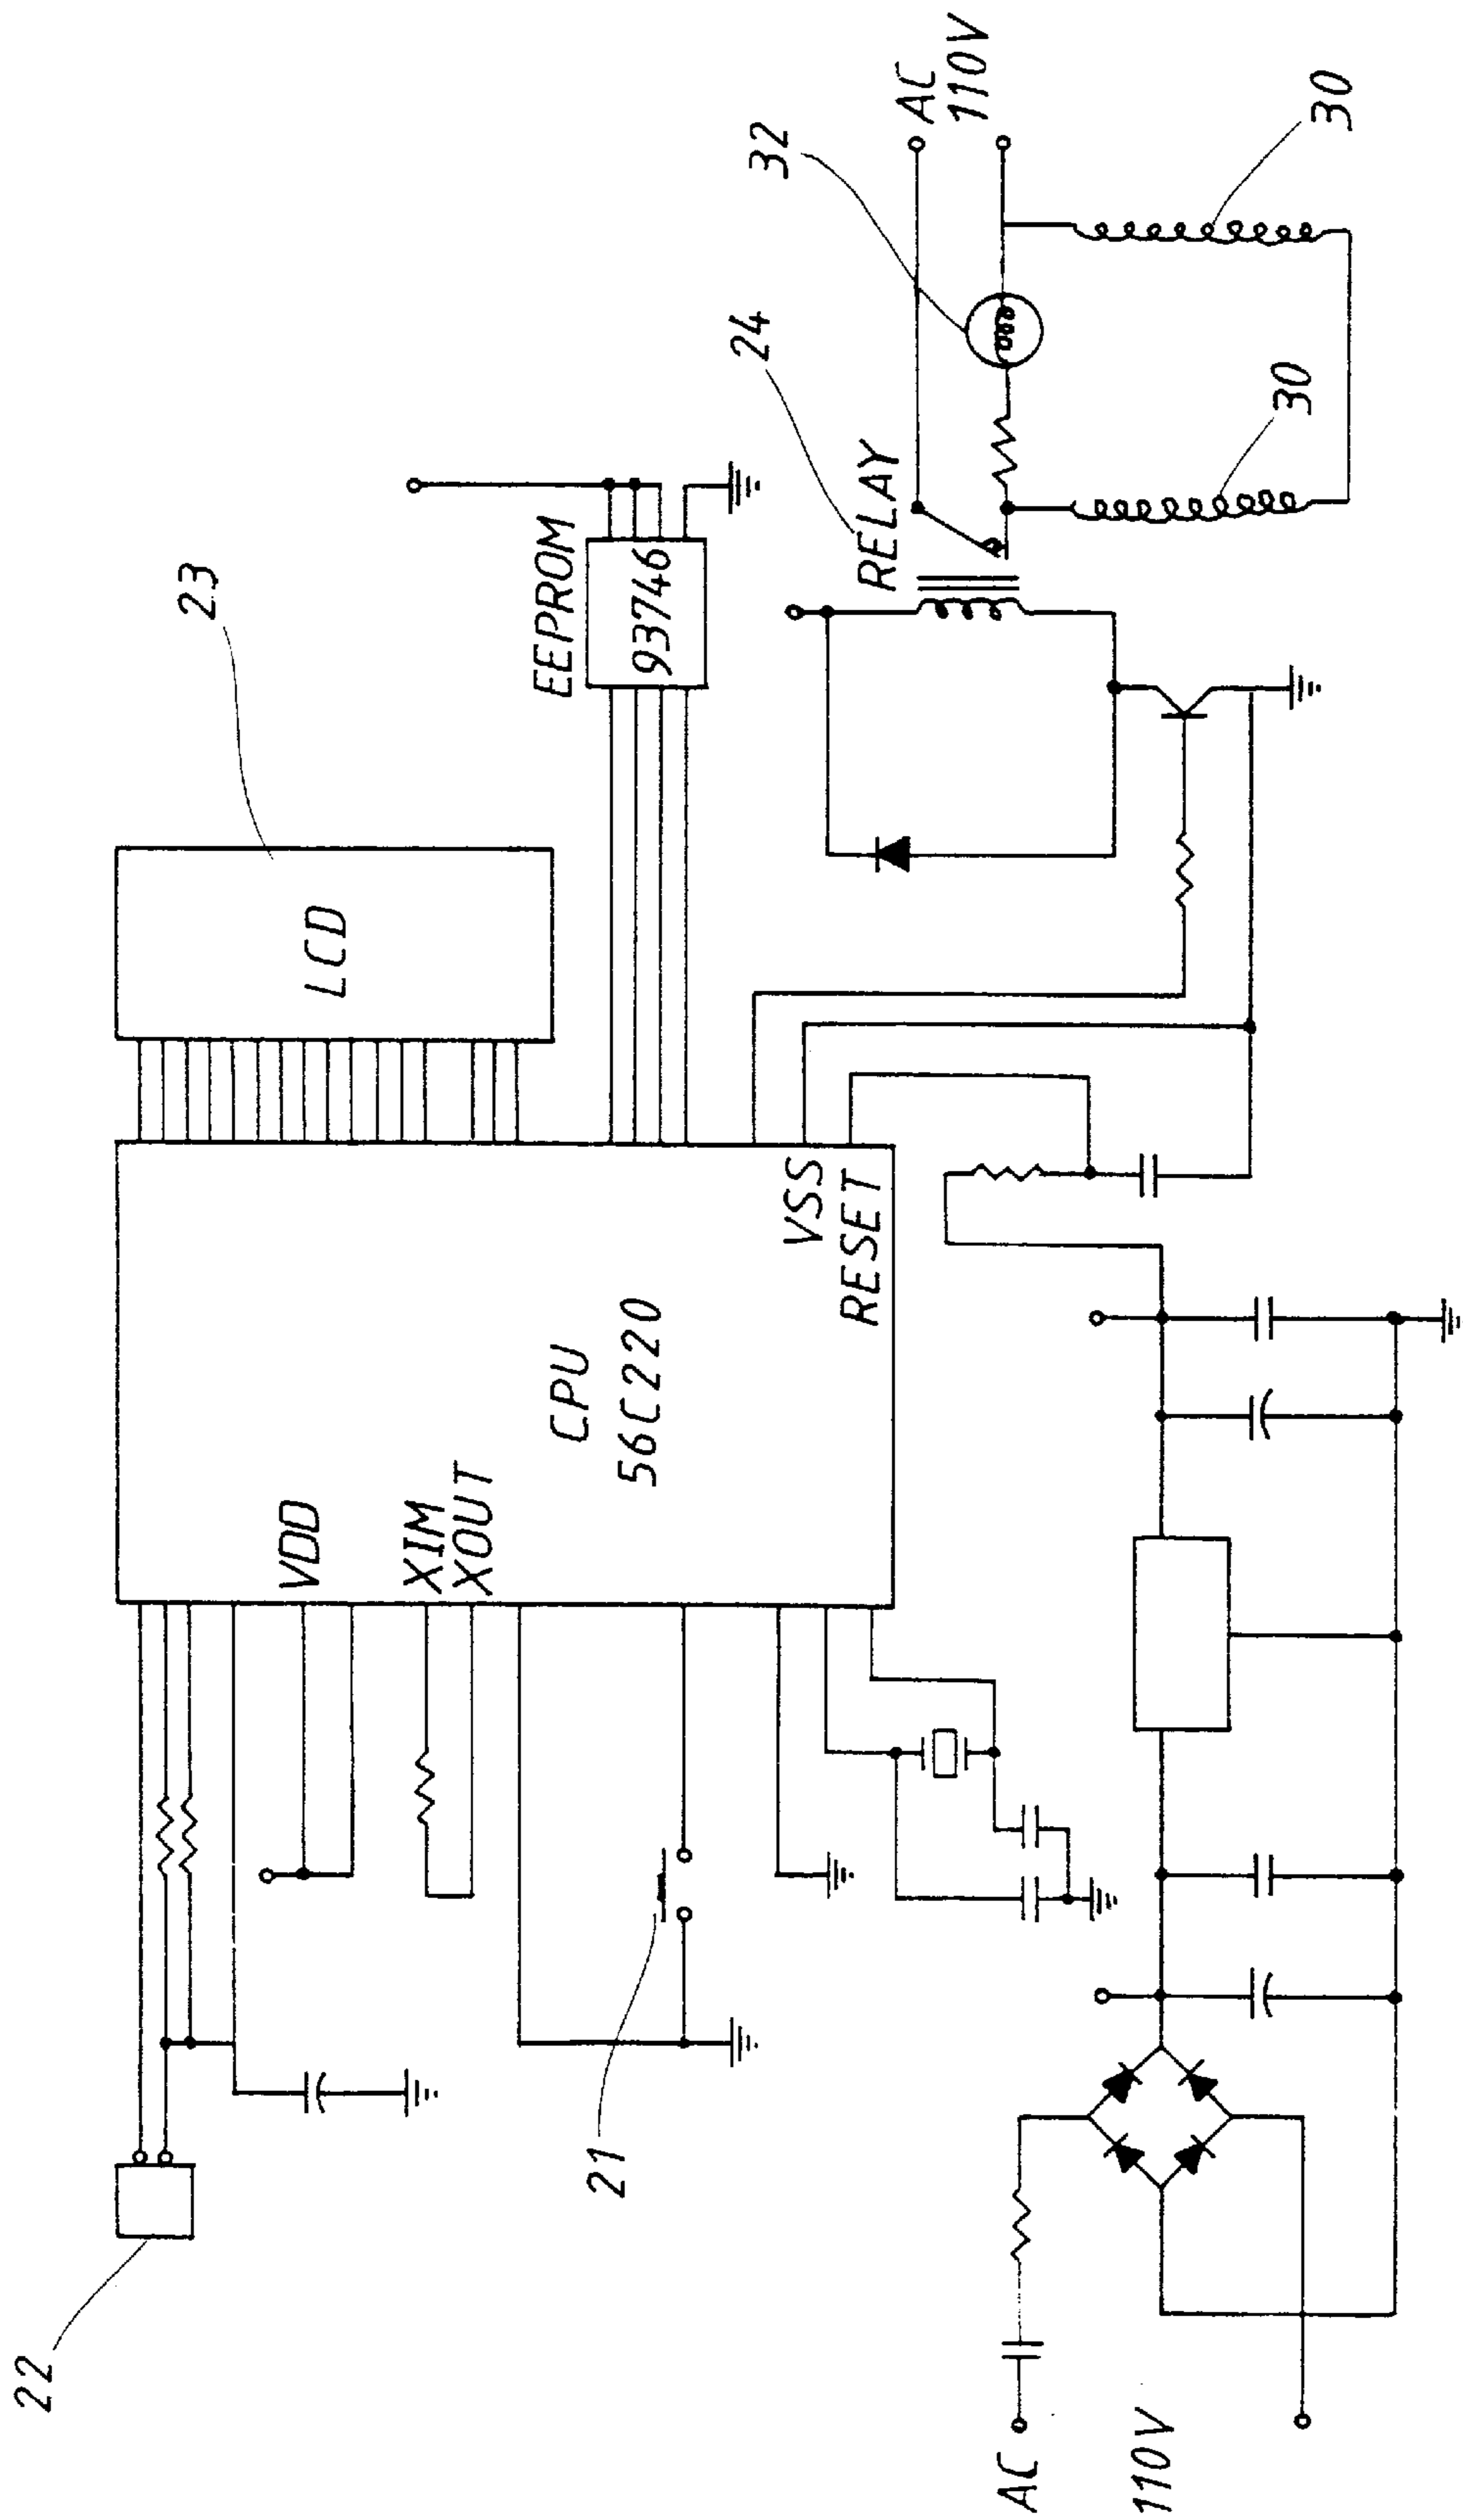 22
23
LCD
VDD
XIM
XOUT
CPU
56C220
VSS
RESET
EEPROM
93746
21
24
RELAY
32
AC
110V
30
30
AC
110V